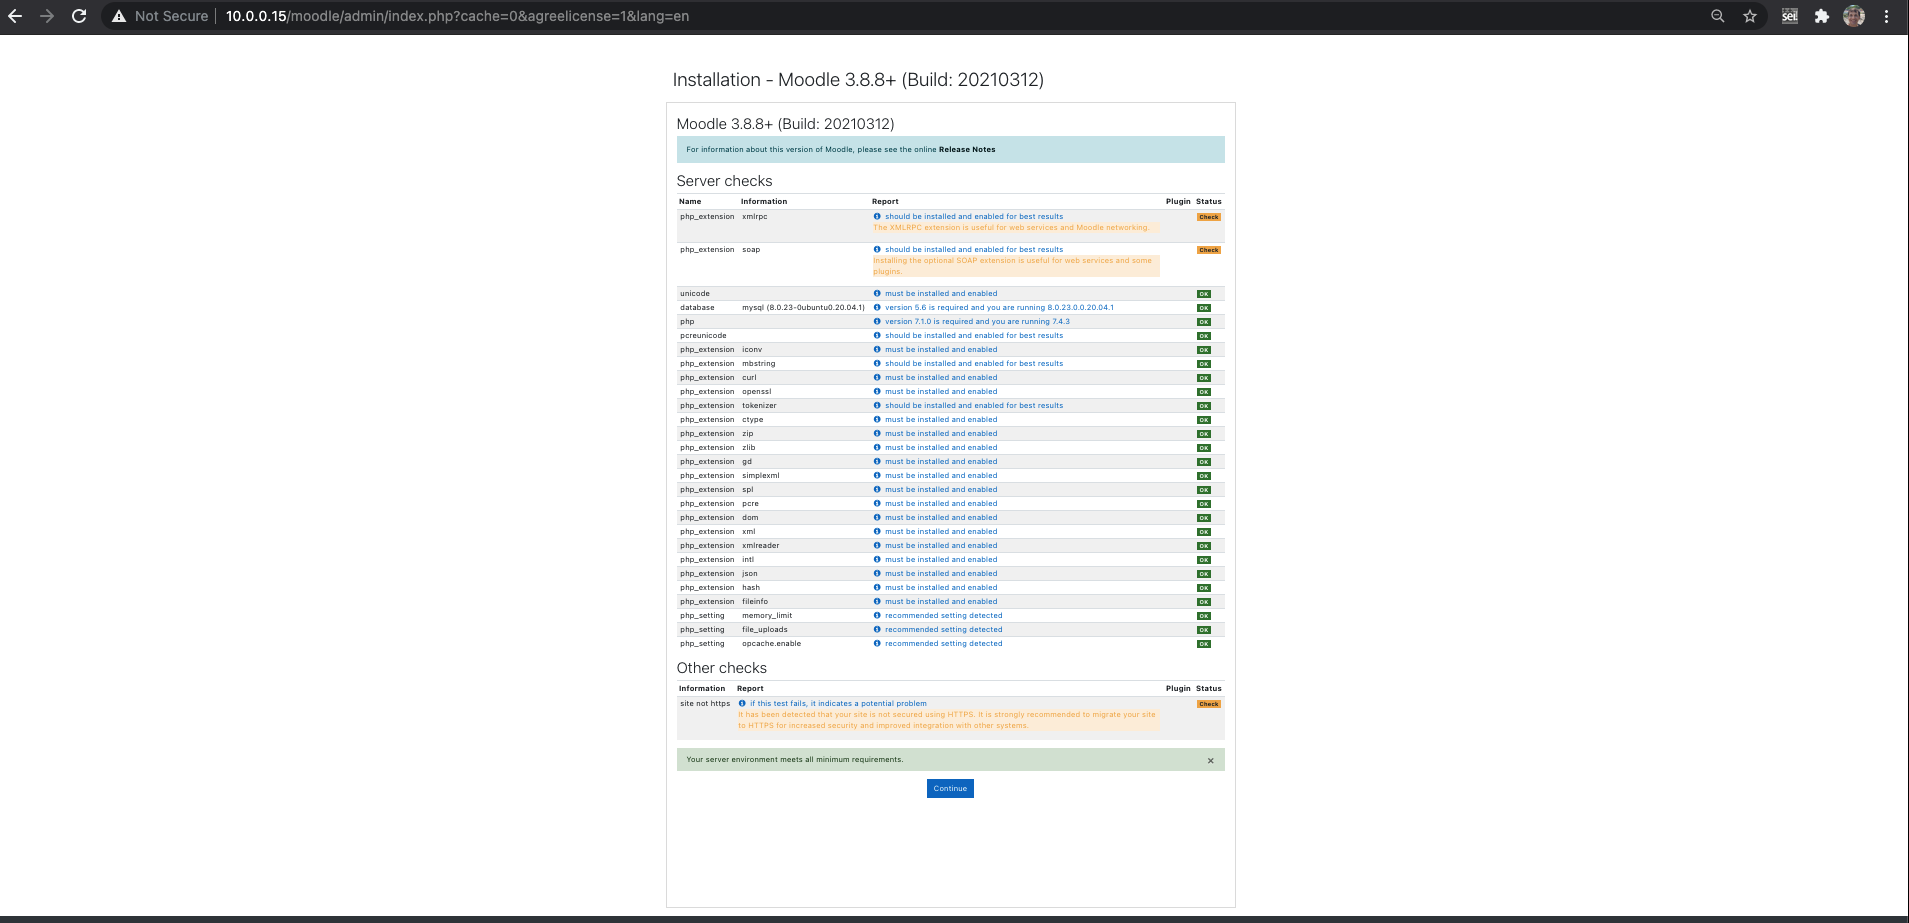 Not Secure 10.0.0.15/moodle/admin/index.php?cache=0&agreelicense=1&lang=en
sei.
Installation - Moodle 3.8.8+ (Build: 20210312)
Moodle 3.8.8+ (Build: 20210312)
For information about this version of Moodle, please see the online Release Notes
Server checks
Name Information Report Plugin Status
php_extension xmlrpc should be installed and enabled for best results Check
The XMLRPC extension is useful for web services and Moodle networking.
php_extension soap should be installed and enabled for best results Check
Installing the optional SOAP extension is useful for web services and some
plugins.
unicode must be installed and enabled OK
database mysql (8.0.23-0ubuntu0.20.04.1) version 5.6 is required and you are running 8.0.23.0.0.20.04.1 OK
php version 7.1.0 is required and you are running 7.4.3 OK
pcreunicode should be installed and enabled for best results OK
php_extension iconv must be installed and enabled OK
php_extension mbstring should be installed and enabled for best results OK
php_extension curl must be installed and enabled OK
php_extension openssl must be installed and enabled OK
php_extension tokenizer should be installed and enabled for best results OK
php_extension ctype must be installed and enabled OK
php_extension zip must be installed and enabled OK
php_extension zlib must be installed and enabled OK
php_extension gd must be installed and enabled OK
php_extension simplexml must be installed and enabled OK
php_extension spl must be installed and enabled OK
php_extension pcre must be installed and enabled OK
php_extension dom must be installed and enabled OK
php_extension xml must be installed and enabled OK
php_extension xmlreader must be installed and enabled OK
php_extension intl must be installed and enabled OK
php_extension json must be installed and enabled OK
php_extension hash must be installed and enabled OK
php_extension fileinfo must be installed and enabled OK
php_setting memory_limit recommended setting detected OK
php_setting file_uploads recommended setting detected OK
php_setting opcache.enable recommended setting detected OK
Other checks
Information Report Plugin Status
site not https if this test fails, it indicates a potential problem Check
It has been detected that your site is not secured using HTTPS. It is strongly recommended to migrate your site
to HTTPS for increased security and improved integration with other systems.
Your server environment meets all minimum requirements. ×
Continue